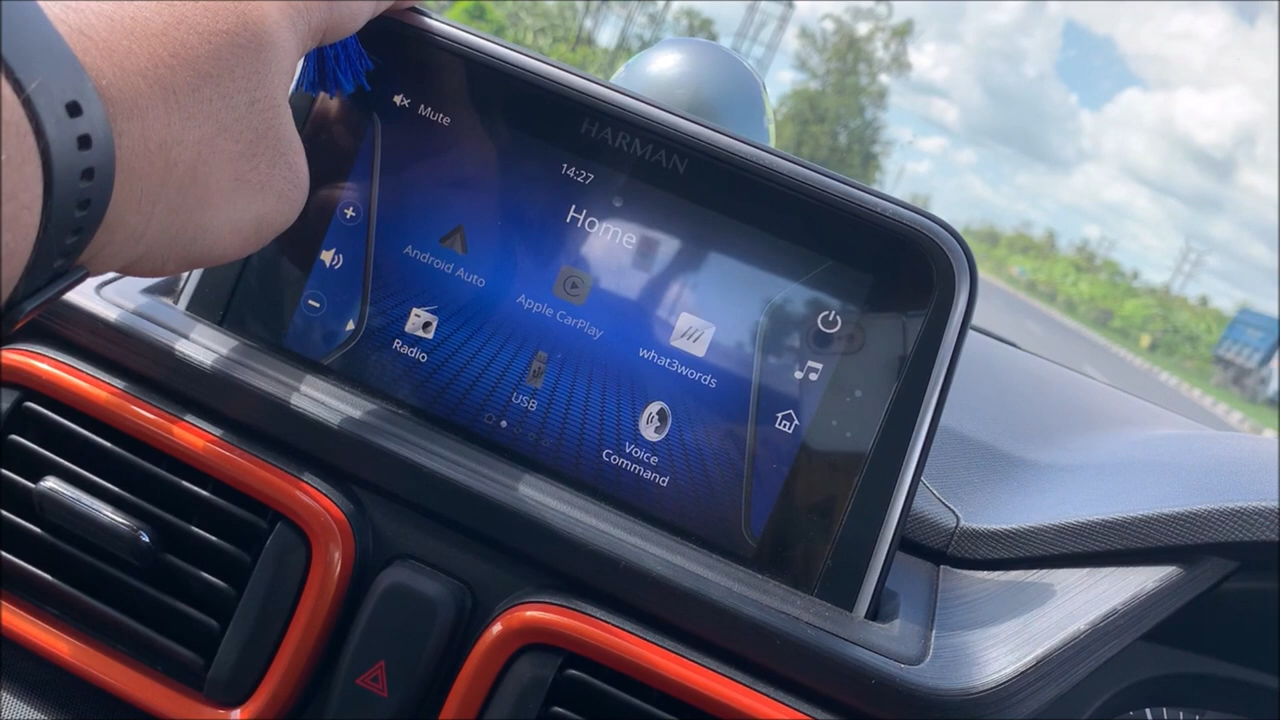 Mute
HARMAN
14:27
Home
Android Auto
Apple CarPlay
what3words
Radio
USB
Voice
Command